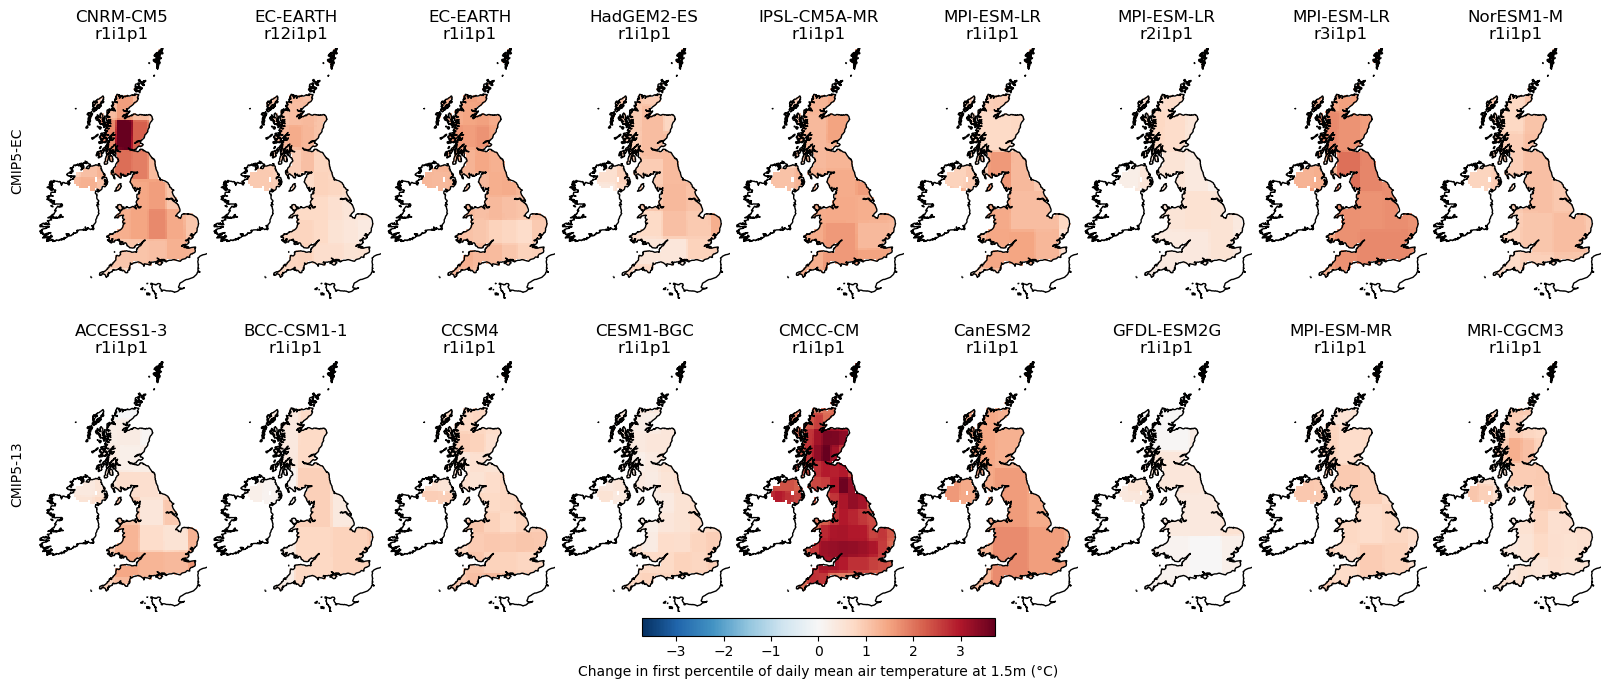 CNRM-CM5 EC-EARTH EC-EARTH HadGEM2-ES IPSL-CM5A-MR MPI-ESM-LR MPI-ESM-LR MPI-ESM-LR NorESM1-M
r1i1p1 r12i1p1 r1i1p1 r1i1p1 r1i1p1 r1i1p1 r2i1p1 r3i1p1 r1i1p1
CMIP5-EC
ACCESS1-3 BCC-CSM1-1 CCSM4 CESM1-BGC CMCC-CM CanESM2 GFDL-ESM2G MPI-ESM-MR MRI-CGCM3
r1i1p1 r1i1p1 r1i1p1 r1i1p1 r1i1p1 r1i1p1 r1i1p1 r1i1p1 r1i1p1
CMIP5-13
−3 −2 −1 0 1 2 3
Change in first percentile of daily mean air temperature at 1.5m (°C)